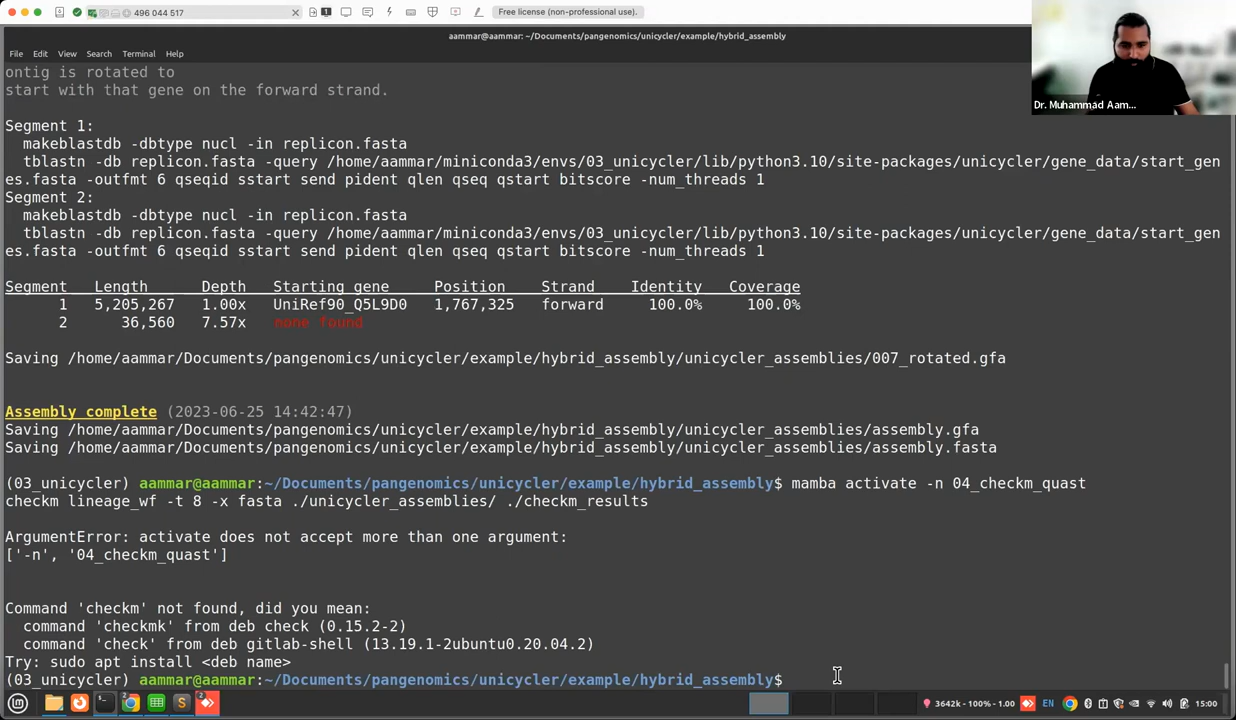 496 044 517
Free license (non-professional use).
aammar@aammar: ~/Documents/pangenomics/unicycler/example/hybrid_assembly
File Edit View Search Terminal Help
Dr. Muhammad Aam...
ontig is rotated to
start with that gene on the forward strand.
Segment 1:
makeblastdb -dbtype nucl -in replicon.fasta
tblastn -db replicon.fasta -query /home/aammar/miniconda3/envs/03_unicycler/lib/python3.10/site-packages/unicycler/gene_data/start_gen
es.fasta -outfmt 6 qseqid sstart send pident qlen qseq qstart bitscore -num_threads 1
Segment 2:
makeblastdb -dbtype nucl -in replicon.fasta
tblastn -db replicon.fasta -query /home/aammar/miniconda3/envs/03_unicycler/lib/python3.10/site-packages/unicycler/gene_data/start_gen
es.fasta -outfmt 6 qseqid sstart send pident qlen qseq qstart bitscore -num_threads 1
Segment Length Depth Starting gene Position Strand Identity Coverage
1 5,205,267 1.00x UniRef90_Q5L9D0 1,767,325 forward 100.0% 100.0%
2 36,560 7.57x none found
Saving /home/aammar/Documents/pangenomics/unicycler/example/hybrid_assembly/unicycler_assemblies/007_rotated.gfa
Assembly complete (2023-06-25 14:42:47)
Saving /home/aammar/Documents/pangenomics/unicycler/example/hybrid_assembly/unicycler_assemblies/assembly.gfa
Saving /home/aammar/Documents/pangenomics/unicycler/example/hybrid_assembly/unicycler_assemblies/assembly.fasta
(03_unicycler) aammar@aammar:~/Documents/pangenomics/unicycler/example/hybrid_assembly$ mamba activate -n 04_checkm_quast
checkm lineage_wf -t 8 -x fasta ./unicycler_assemblies/ ./checkm_results
ArgumentError: activate does not accept more than one argument:
['-n', '04_checkm_quast']
Command 'checkm' not found, did you mean:
command 'checkmk' from deb check (0.15.2-2)
command 'check' from deb gitlab-shell (13.19.1-2ubuntu0.20.04.2)
Try: sudo apt install <deb name>
(03_unicycler) aammar@aammar:~/Documents/pangenomics/unicycler/example/hybrid_assembly$
3642k - 100% - 1.00 EN 15:00